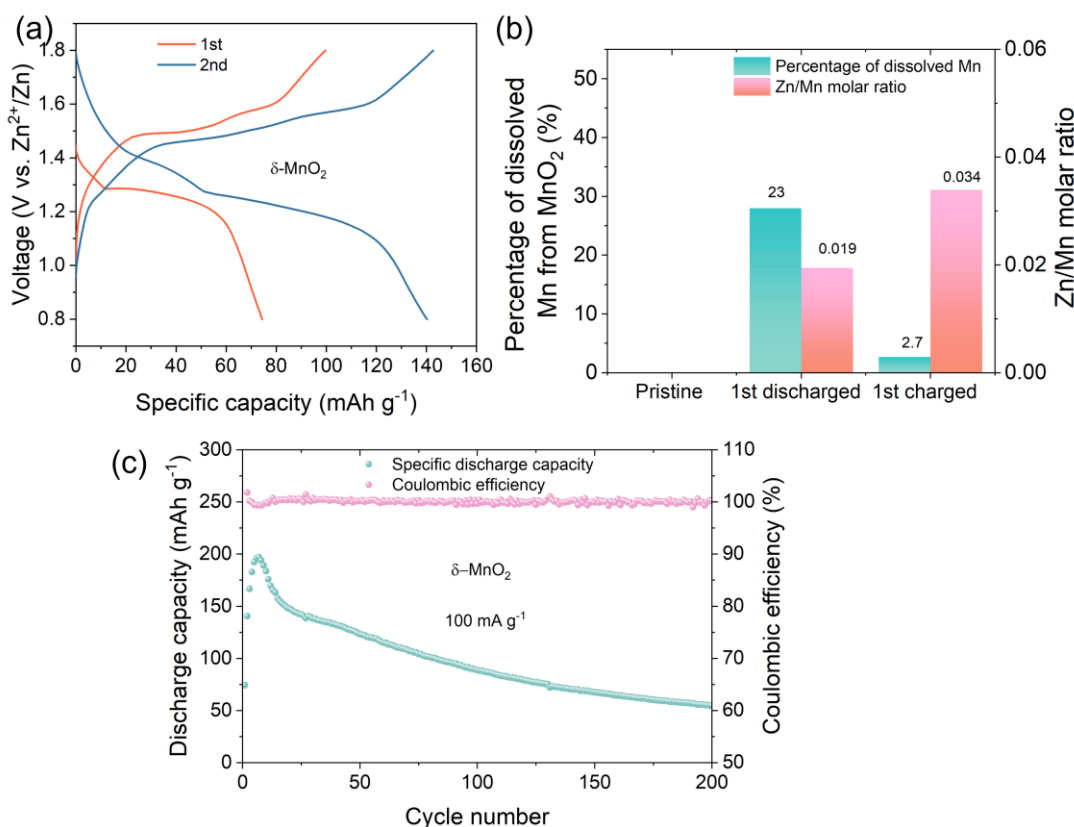 (a)
1st
2nd
δ-MnO₂
Voltage (V vs. Zn²⁺/Zn)
1.8
1.6
1.4
1.2
1.0
0.8
0 20 40 60 80 100 120 140 160
Specific capacity (mAh g⁻¹)
(b)
Percentage of dissolved Mn
Zn/Mn molar ratio
Percentage of dissolved
Mn from MnO₂ (%)
50
45
40
35
30
25
20
15
10
5
0
23
0.019
2.7
0.034
Pristine 1st discharged 1st charged
0.06
0.04
0.02
0.00
Zn/Mn molar ratio
(c)
Specific discharge capacity
Coulombic efficiency
δ–MnO₂
100 mA g⁻¹
Discharge capacity (mAh g⁻¹)
300
250
200
150
100
50
0
0 50 100 150 200
Cycle number
110
100
90
80
70
60
50
Coulombic efficiency (%)